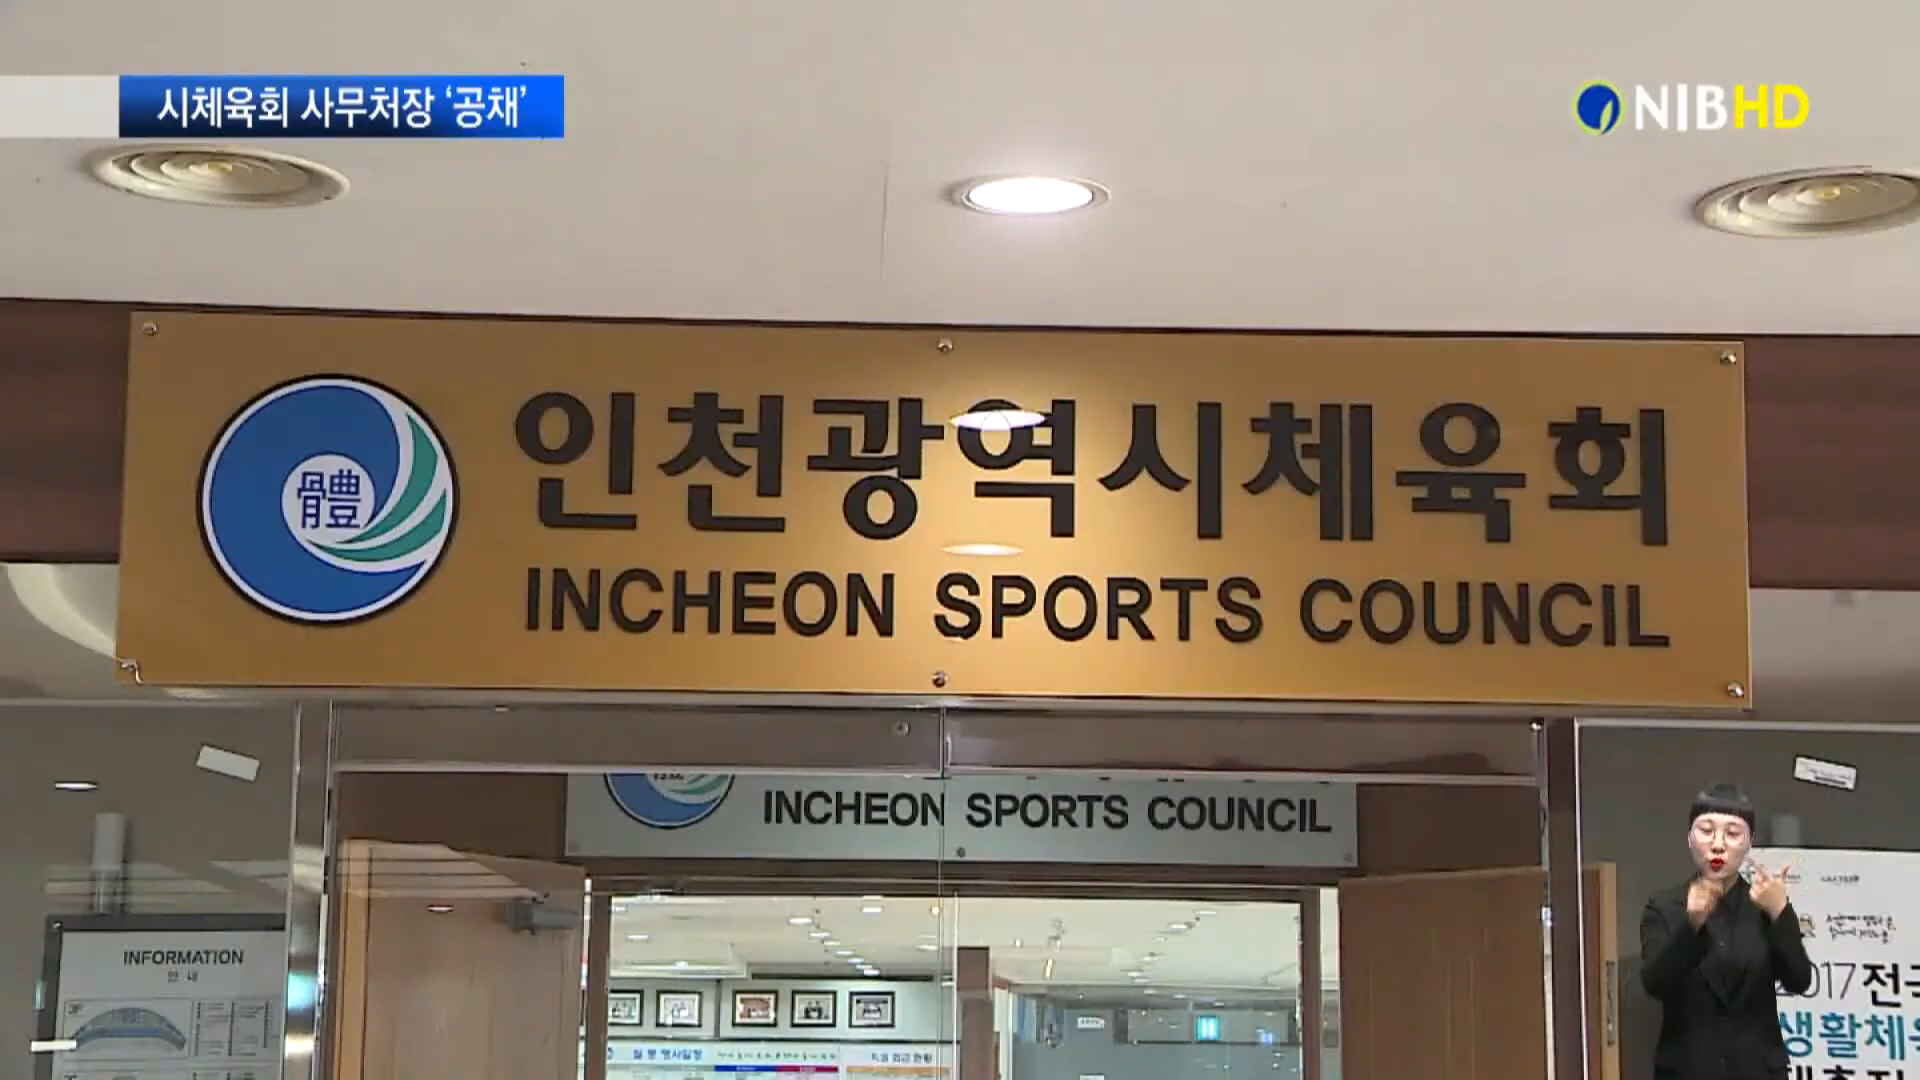 시체육회 사무처장 ‘공채’
NIBHD
體
인천광역시체육회
INCHEON SPORTS COUNCIL
INCHEON SPORTS COUNCIL
INFORMATION
안 내
2017 전국
생활체육